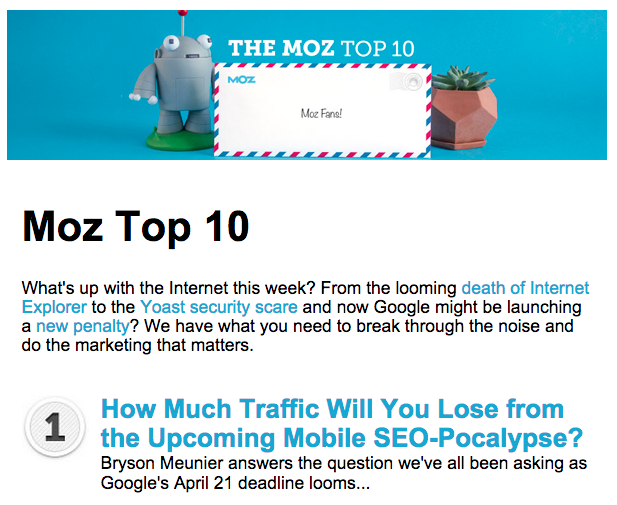 THE MOZ TOP 10
MOZ
Moz Fans!
Moz Top 10
What's up with the Internet this week? From the looming death of Internet
Explorer to the Yoast security scare and now Google might be launching
a new penalty? We have what you need to break through the noise and
do the marketing that matters.
1
How Much Traffic Will You Lose from
the Upcoming Mobile SEO-Pocalypse?
Bryson Meunier answers the question we've all been asking as
Google's April 21 deadline looms...